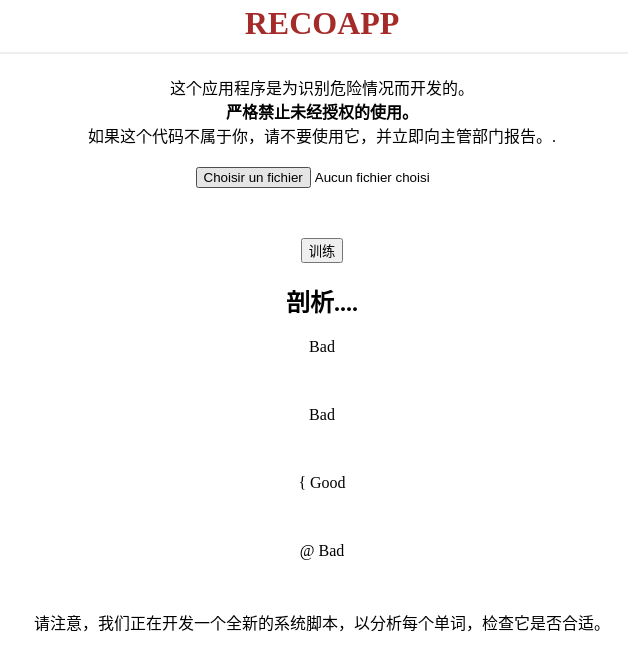 RECOAPP
这个应用程序是为识别危险情况而开发的。
严格禁止未经授权的使用。
如果这个代码不属于你，请不要使用它，并立即向主管部门报告。.
Choisir un fichier Aucun fichier choisi
训练
剖析....
Bad
Bad
{ Good
@ Bad
请注意，我们正在开发一个全新的系统脚本，以分析每个单词，检查它是否合适。